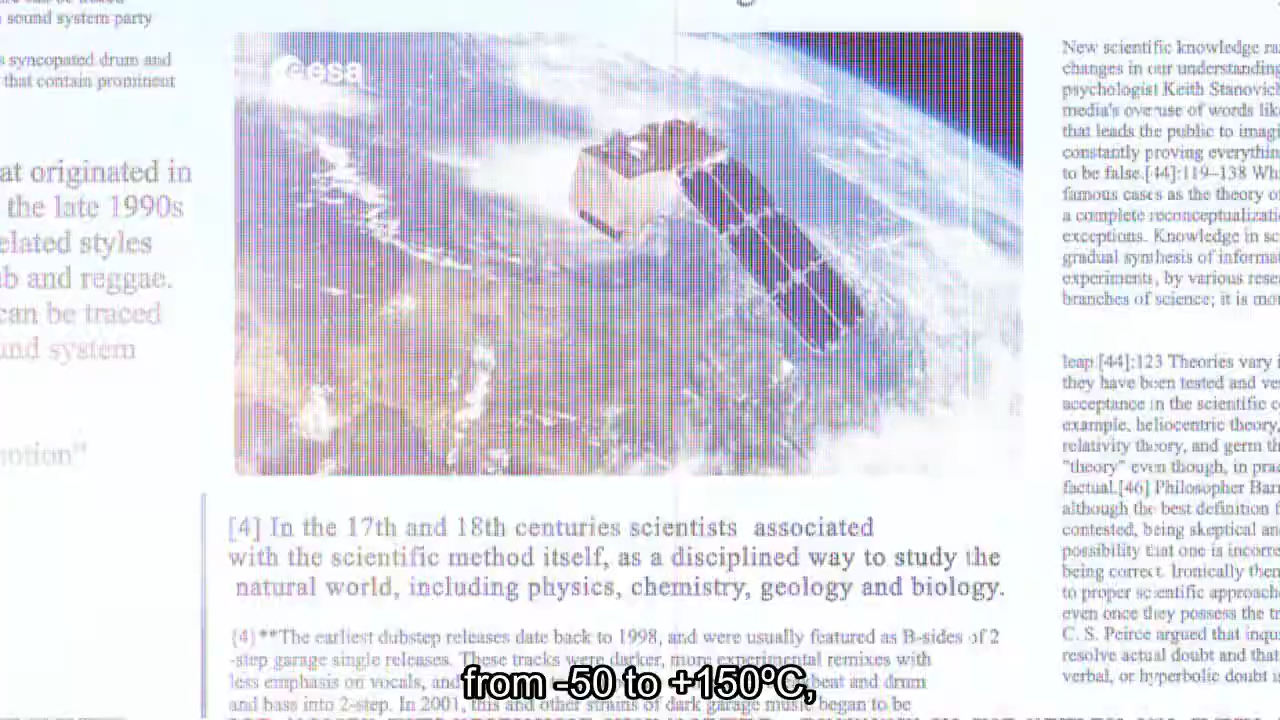 sound system party
syncopated drum and
that contain prominent
at originated in
the late 1990s
elated styles
b and reggae.
can be traced
und system
notion"
esa
[4] In the 17th and 18th centuries scientists associated
with the scientific method itself, as a disciplined way to study the
natural world, including physics, chemistry, geology and biology.
(4)**The earliest dubstep releases date back to 1998, and were usually featured as B-sides of 2
-step garage single releases. These tracks were darker, more experimental remixes with
less emphasis on vocals, and beat and drum
and bass into 2-step. In 2001, this and other strains of dark garage music began to be
New scientific knowledge ra
changes in our understanding
psychologist Keith Stanovich
media's overuse of words lik
that leads the public to imag
constantly proving everythin
to be false.[44]:119–138 Whi
famous cases as the theory o
a complete reconceptualizati
exceptions. Knowledge in sc
gradual synthesis of informat
experiments, by various rese
branches of science; it is mo
leap.[44]:123 Theories vary i
they have been tested and ve
acceptance in the scientific c
example, heliocentric theory,
relativity theory, and germ th
"theory" even though, in prac
factual.[46] Philosopher Barr
although the best definition f
contested, being skeptical an
possibility that one is incorre
being correct. Ironically then
to proper scientific approach
even once they possess the tr
C. S. Peirce argued that inqu
resolve actual doubt and that
verbal, or hyperbolic doubt i
from -50 to +150ºC,